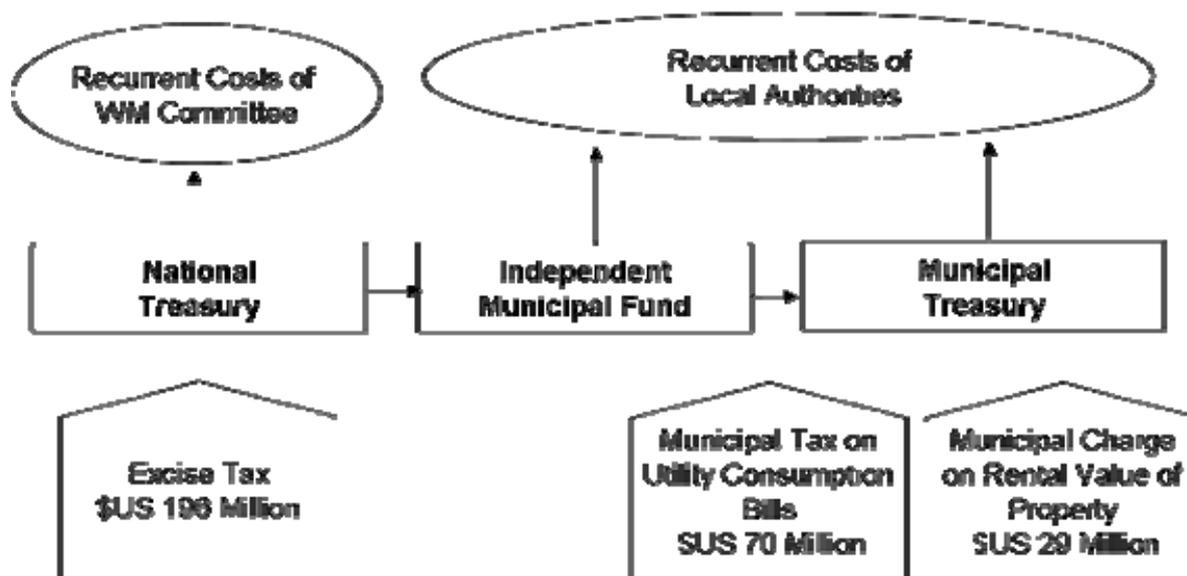 Recurrent Costs of
WM Committee
Recurrent Costs of
Local Authorities
National
Treasury
Independent
Municipal Fund
Municipal
Treasury
Excise Tax
$US 196 Million
Municipal Tax on
Utility Consumption
Bills
$US 70 Million
Municipal Charge
on Rental Value of
Property
$US 29 Million